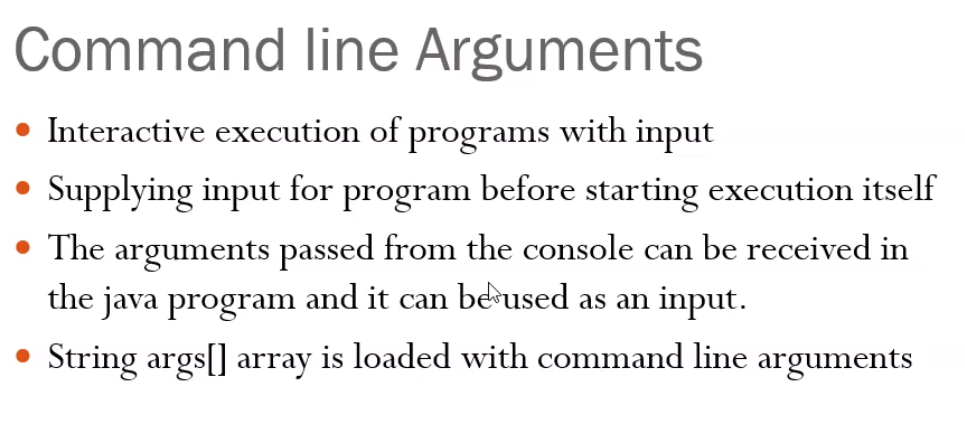 Command line Arguments
• Interactive execution of programs with input
• Supplying input for program before starting execution itself
• The arguments passed from the console can be received in
the java program and it can be used as an input.
• String args[] array is loaded with command line arguments